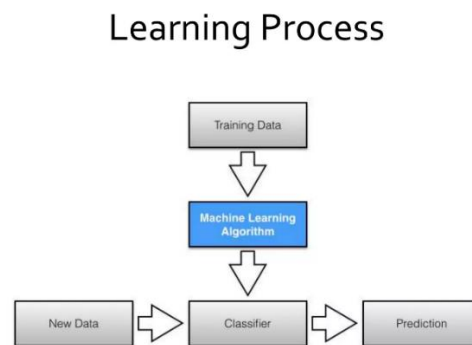 Learning Process
Training Data
Machine Learning
Algorithm
New Data
Classifier
Prediction